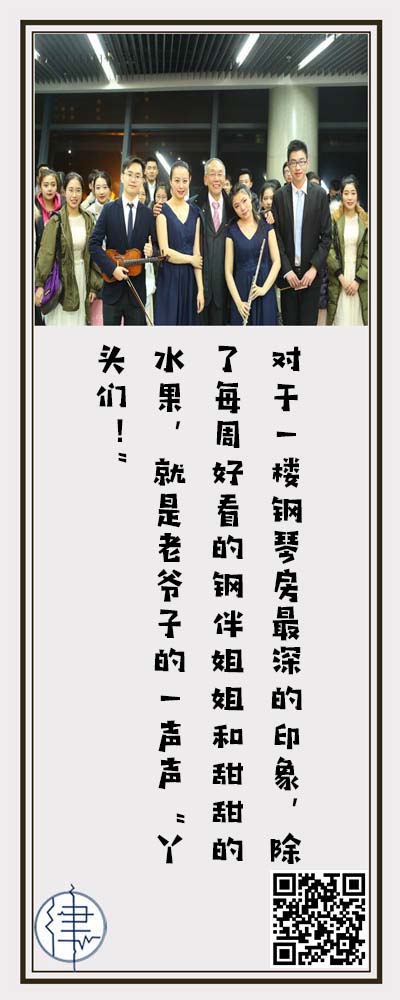 对于一楼钢琴房最深的印象，除
了每周好看的钢伴姐姐和甜甜的
水果，就是老爷子的一声声“丫
头们！”
律